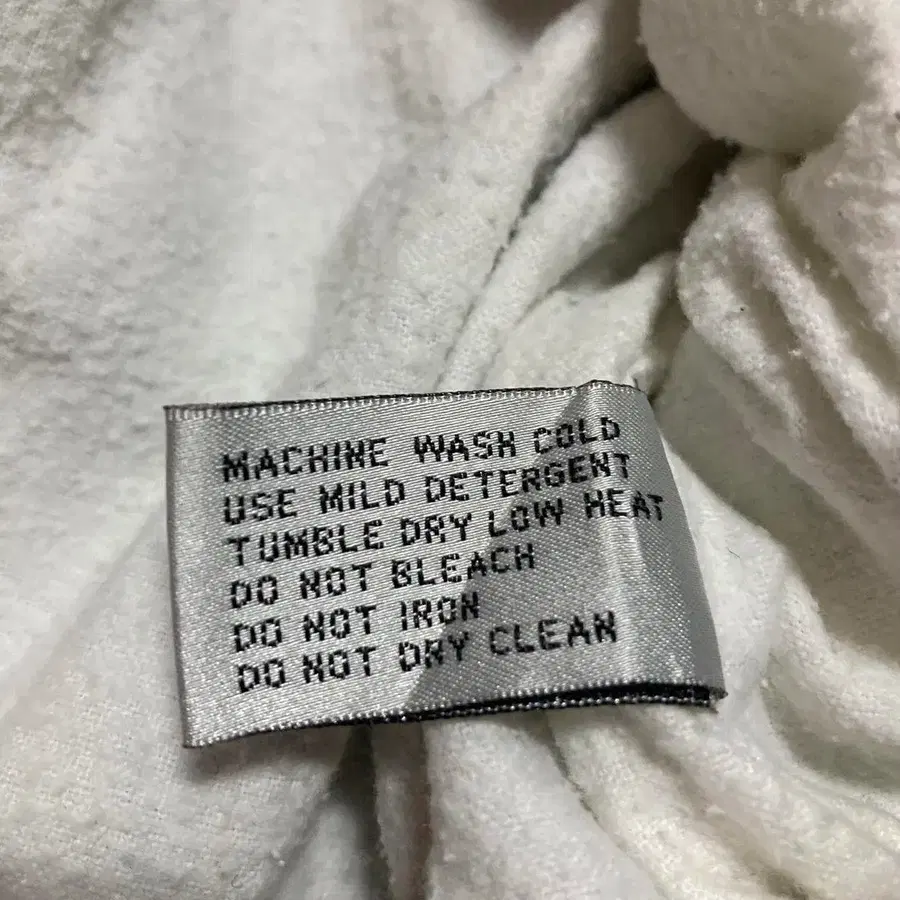 MACHINE WASH COLD
USE MILD DETERGENT
TUMBLE DRY LOW HEAT
DO NOT BLEACH
DO NOT IRON
DO NOT DRY CLEAN